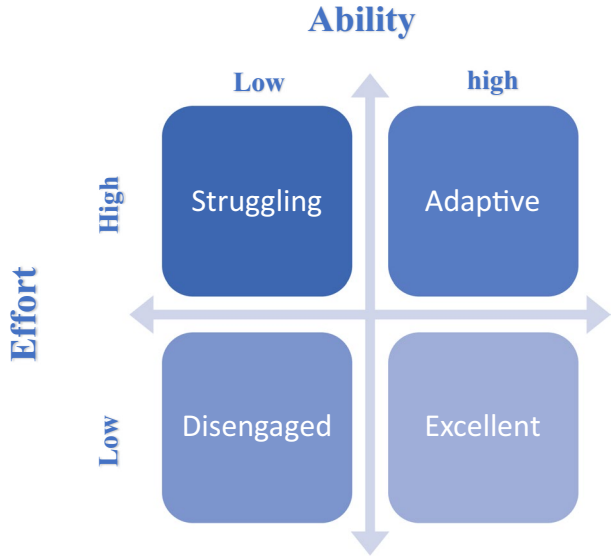 Ability
Low high
High
Struggling Adaptive
Effort
Low
Disengaged Excellent